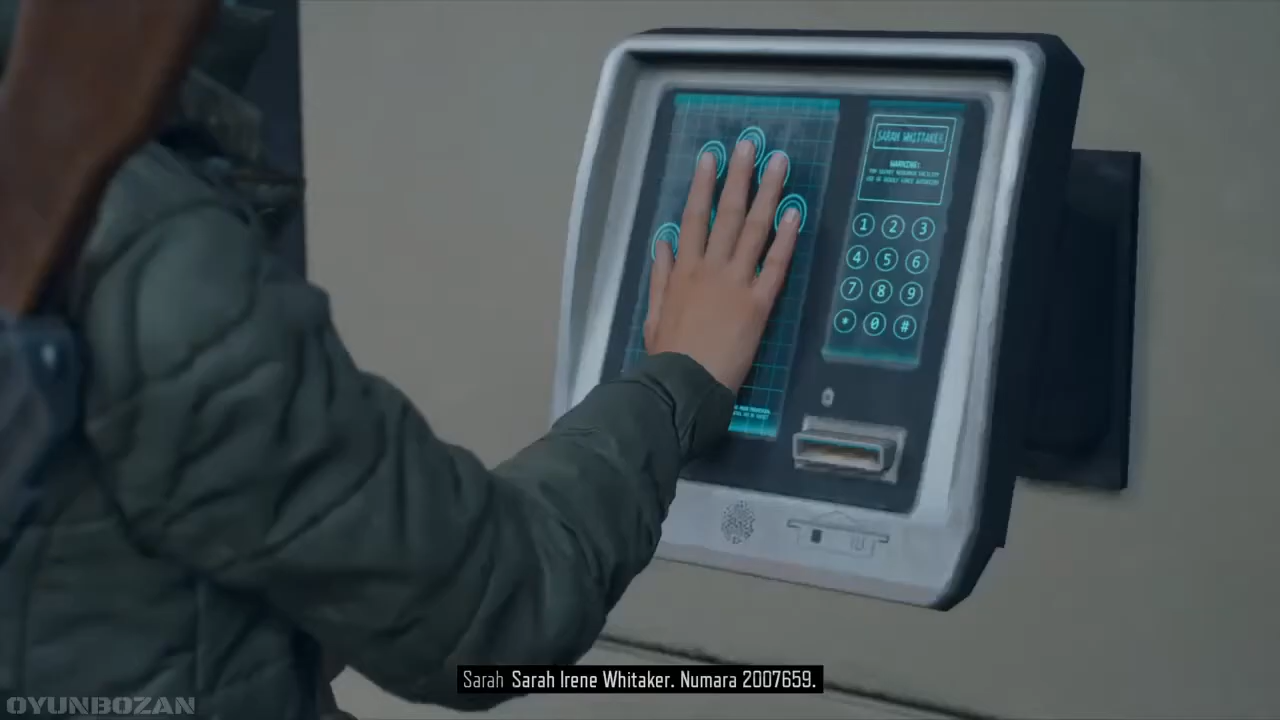 SARAH WHITTAKER
WARNING:
1 2 3
4 5 6
7 8 9
* 0 #
Sarah Sarah Irene Whitaker. Numara 2007659.
OYUNBOZAN